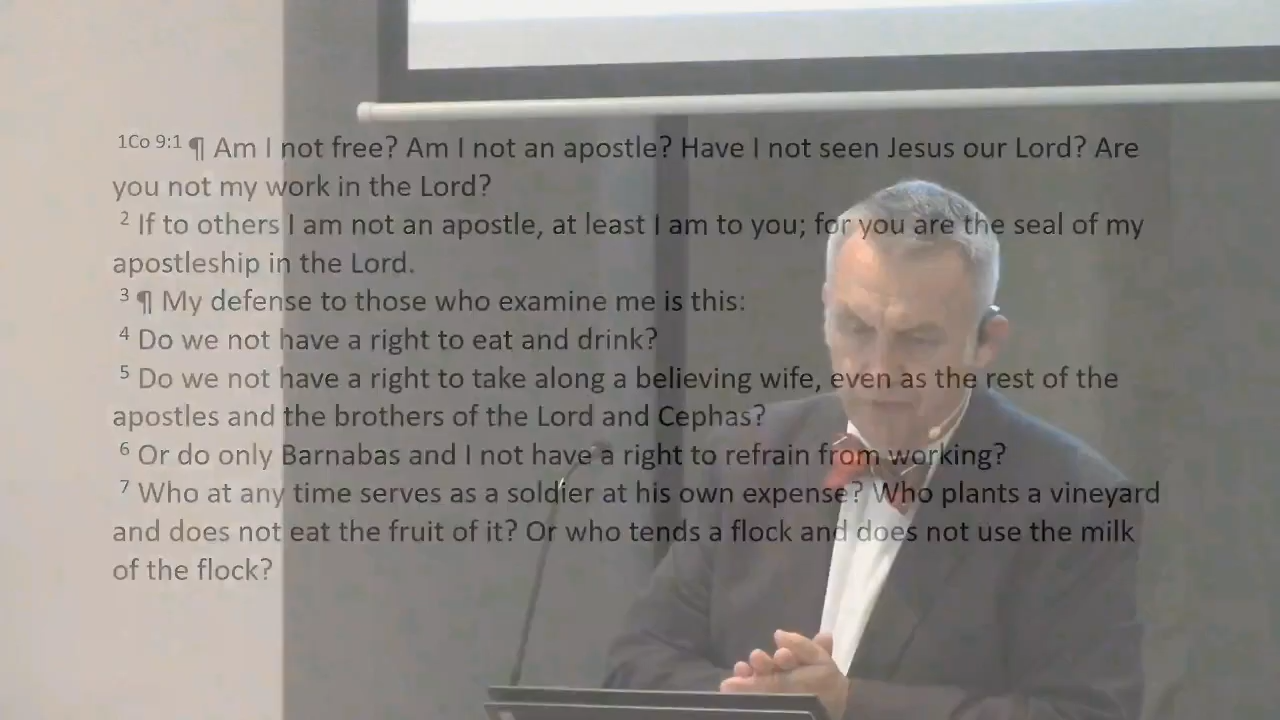 1Co 9:1 ¶ Am I not free? Am I not an apostle? Have I not seen Jesus our Lord? Are
you not my work in the Lord?
2 If to others I am not an apostle, at least I am to you; for you are the seal of my
apostleship in the Lord.
3 ¶ My defense to those who examine me is this:
4 Do we not have a right to eat and drink?
5 Do we not have a right to take along a believing wife, even as the rest of the
apostles and the brothers of the Lord and Cephas?
6 Or do only Barnabas and I not have a right to refrain from working?
7 Who at any time serves as a soldier at his own expense? Who plants a vineyard
and does not eat the fruit of it? Or who tends a flock and does not use the milk
of the flock?